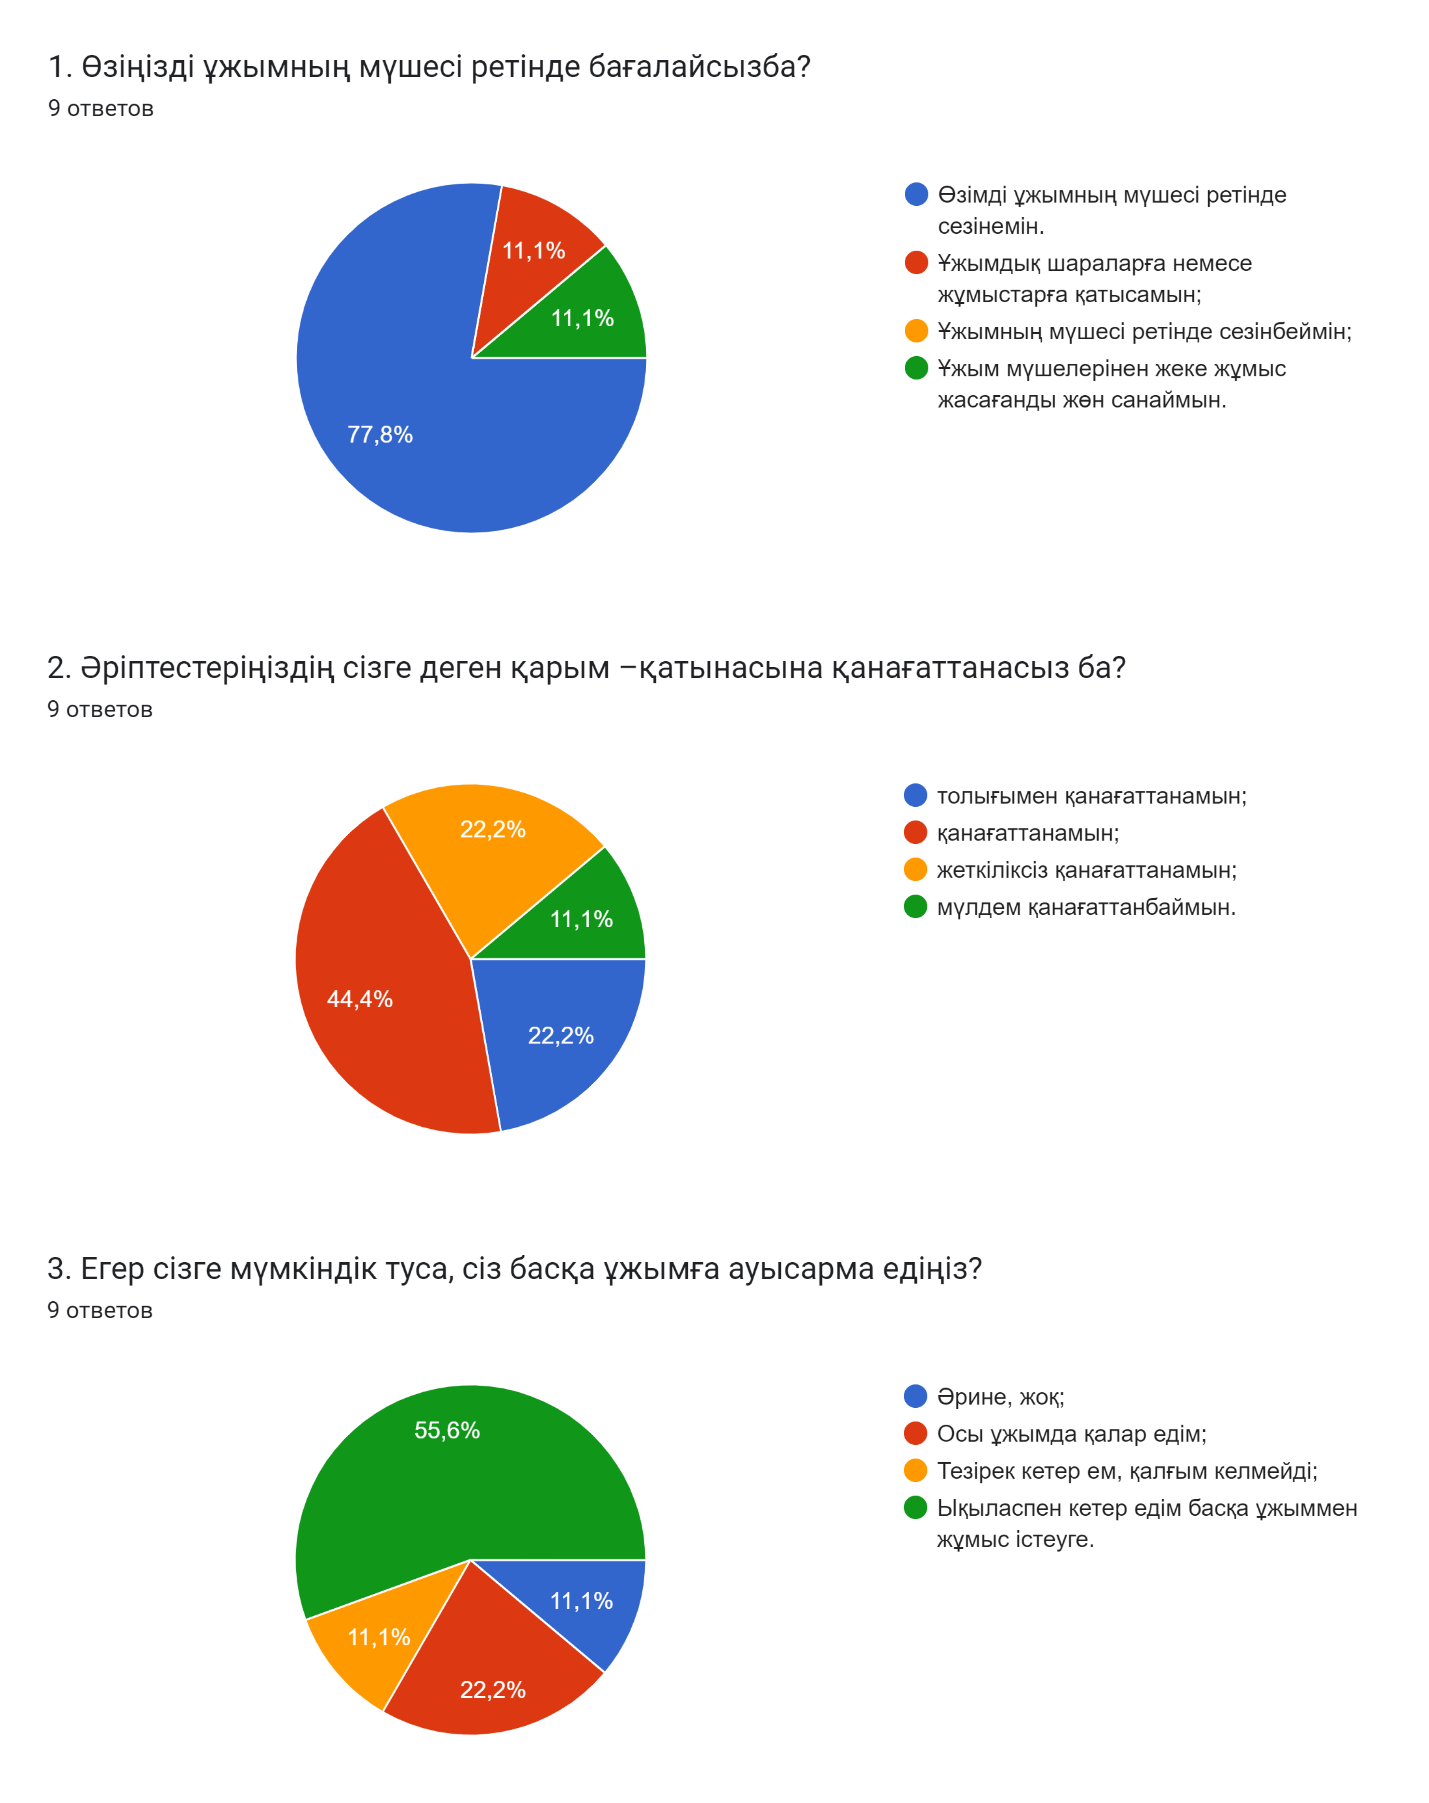 1. Өзіңізді ұжымның мүшесі ретінде бағалайсызба?
9 ответов
11,1%
11,1%
77,8%
Өзімді ұжымның мүшесі ретінде
сезінемін.
Ұжымдық шараларға немесе
жұмыстарға қатысамын;
Ұжымның мүшесі ретінде сезінбеймін;
Ұжым мүшелерінен жеке жұмыс
жасағанды жөн санаймын.
2. Әріптестеріңіздің сізге деген қарым –қатынасына қанағаттанасыз ба?
9 ответов
22,2%
11,1%
44,4%
22,2%
толығымен қанағаттанамын;
қанағаттанамын;
жеткіліксіз қанағаттанамын;
мүлдем қанағаттанбаймын.
3. Егер сізге мүмкіндік туса, сіз басқа ұжымға ауысарма едіңіз?
9 ответов
55,6%
11,1%
11,1%
22,2%
Әрине, жоқ;
Осы ұжымда қалар едім;
Тезірек кетер ем, қалғым келмейді;
Ықыласпен кетер едім басқа ұжыммен
жұмыс істеуге.